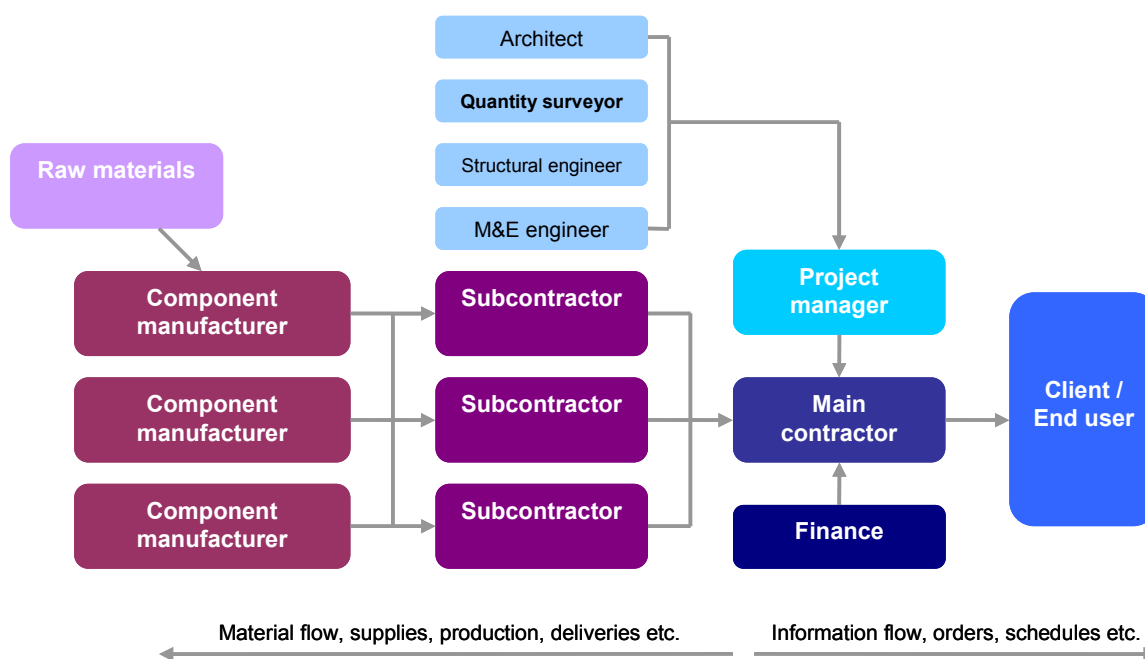 Architect
Quantity surveyor
Structural engineer
M&E engineer
Raw materials
Component
manufacturer
Subcontractor
Project
manager
Component
manufacturer
Subcontractor
Main
contractor
Client /
End user
Component
manufacturer
Subcontractor
Finance
Material flow, supplies, production, deliveries etc.
Information flow, orders, schedules etc.